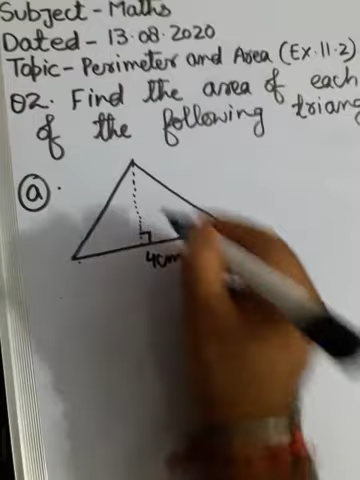 Subject - Maths
Dated - 13.08.2020
Topic - Perimeter and Area (Ex.11.2)
Q2. Find the area of each
of the following
(a).
4cm